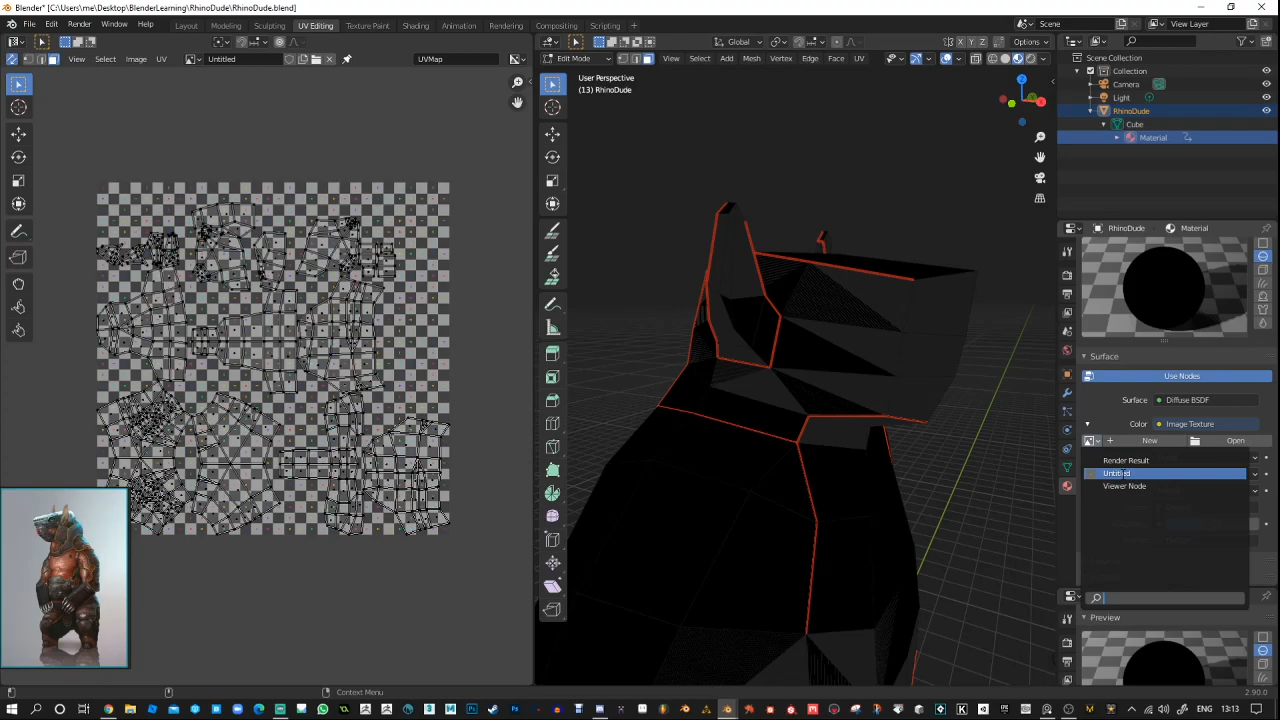 Blender* [C:\Users\me\Desktop\BlenderLearning\RhinoDude\RhinoDude.blend]
File Edit Render Window Help Layout Modeling Sculpting UV Editing Texture Paint Shading Animation Rendering Compositing Scripting + Scene View Layer
Global X Y Z Options
View Select Image UV Untitled UVMap Edit Mode View Select Add Mesh Vertex Edge Face UV
Scene Collection
Collection
Camera
Light
RhinoDude
Cube
Material
User Perspective
(13) RhinoDude
RhinoDude Material
Surface
Use Nodes
Surface: Diffuse BSDF
Color Image Texture
New Open
Render Result
Untitled
Viewer Node
Preview
Context Menu 2.90.0
ENG 13:13